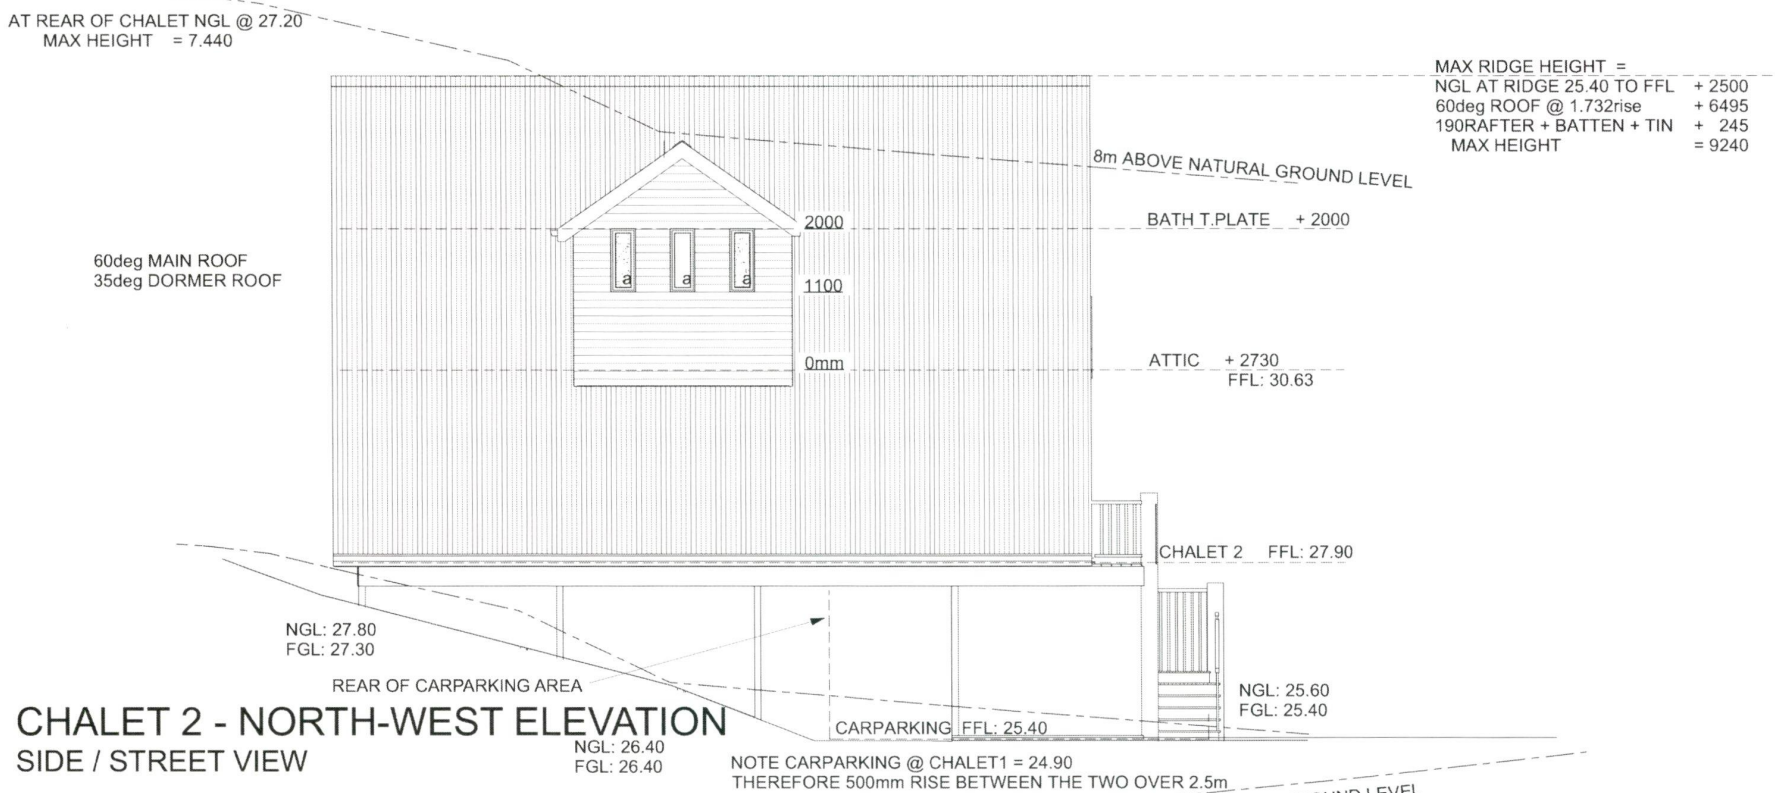 AT REAR OF CHALET NGL @ 27.20
MAX HEIGHT = 7.440
MAX RIDGE HEIGHT =
NGL AT RIDGE 25.40 TO FFL + 2500
60deg ROOF @ 1.732rise + 6495
190RAFTER + BATTEN + TIN + 245
MAX HEIGHT = 9240
8m ABOVE NATURAL GROUND LEVEL
2000
BATH T.PLATE + 2000
60deg MAIN ROOF
35deg DORMER ROOF
a a a
1100
0mm
ATTIC + 2730
FFL: 30.63
CHALET 2 FFL: 27.90
NGL: 27.80
FGL: 27.30
REAR OF CARPARKING AREA
NGL: 25.60
FGL: 25.40
CHALET 2 - NORTH-WEST ELEVATION
SIDE / STREET VIEW
CARPARKING FFL: 25.40
NGL: 26.40
FGL: 26.40
NOTE CARPARKING @ CHALET1 = 24.90
THEREFORE 500mm RISE BETWEEN THE TWO OVER 2.5m
LEVEL